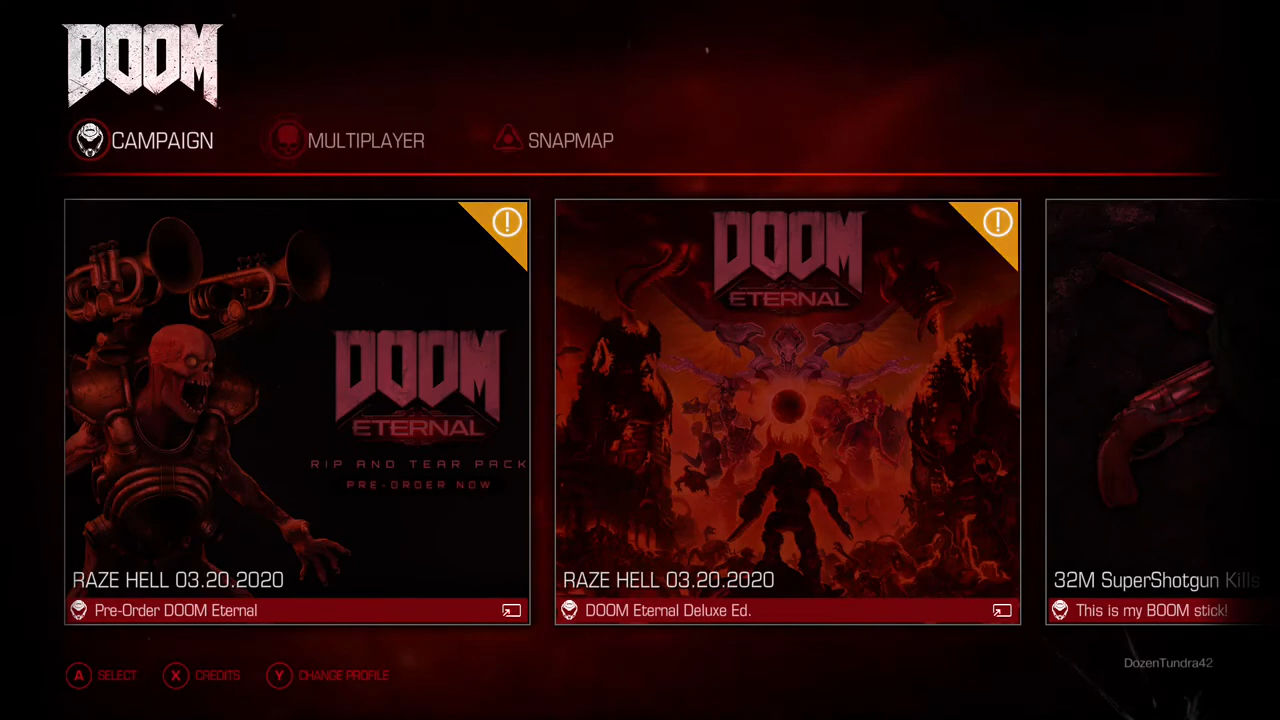 DOOM
CAMPAIGN
MULTIPLAYER
SNAPMAP
DOOM
ETERNAL
RIP AND TEAR PACK
PRE-ORDER NOW
RAZE HELL 03.20.2020
Pre-Order DOOM Eternal
DOOM
ETERNAL
RAZE HELL 03.20.2020
DOOM Eternal Deluxe Ed.
32M SuperShotgun Kills
This is my BOOM stick!
A SELECT
X CREDITS
Y CHANGE PROFILE
DozenTundra42